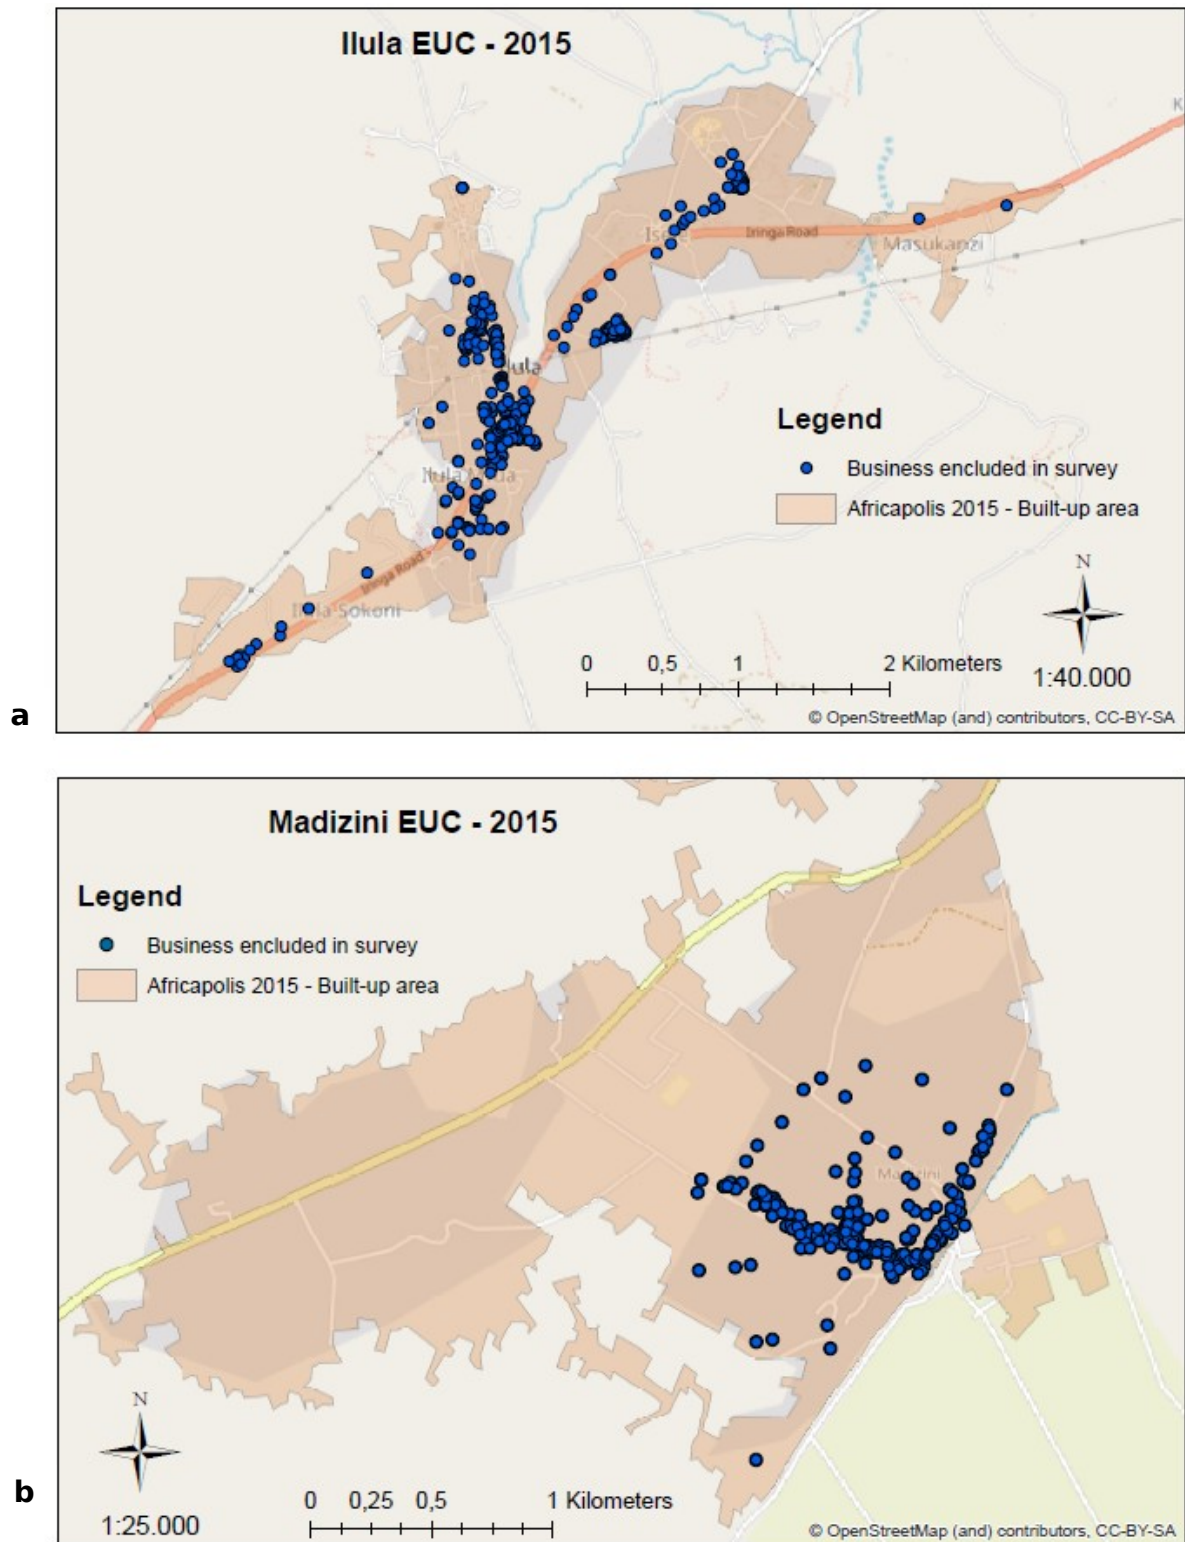 Ilula EUC - 2015
K
Iringa Road
Masukanzi
Legend
Business encluded in survey
Africapolis 2015 - Built-up area
Iringa Road
Sokoni
N
0 0,5 1 2 Kilometers
1:40.000
a
© OpenStreetMap (and) contributors, CC-BY-SA
Madizini EUC - 2015
Legend
Business encluded in survey
Africapolis 2015 - Built-up area
Madizini
N
b
0 0,25 0,5 1 Kilometers
1:25.000
© OpenStreetMap (and) contributors, CC-BY-SA